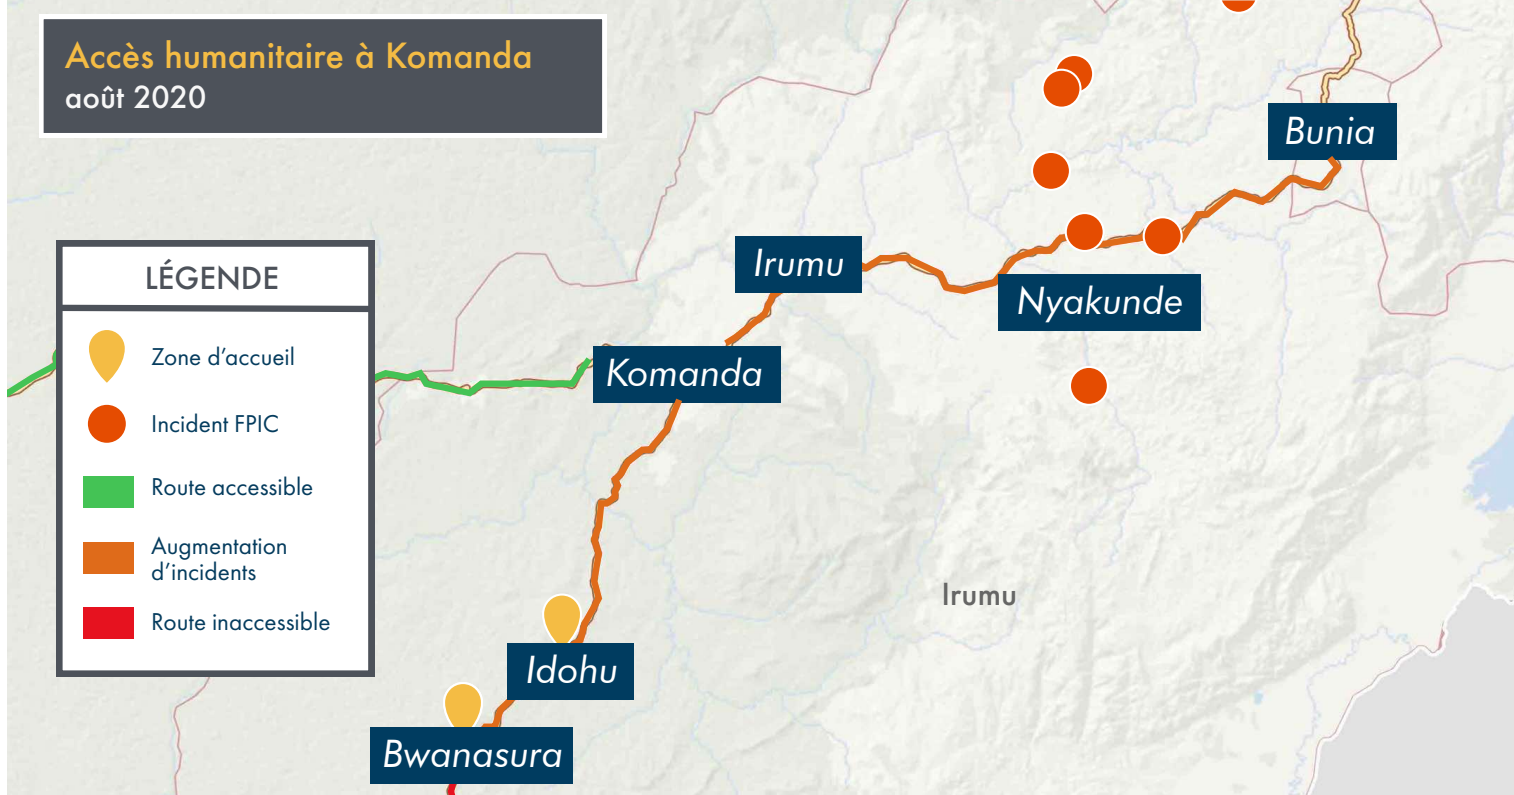 Accès humanitaire à Komanda
août 2020
Bunia
Irumu
Nyakunde
Komanda
LÉGENDE
Zone d’accueil
Incident FPIC
Route accessible
Augmentation
d’incidents
Route inaccessible
Irumu
Idohu
Bwanasura